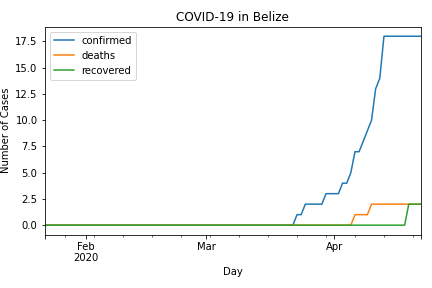 COVID-19 in Belize
confirmed
deaths
recovered
17.5
15.0
12.5
10.0
7.5
5.0
2.5
0.0
Number of Cases
Feb
2020
Mar
Apr
Day